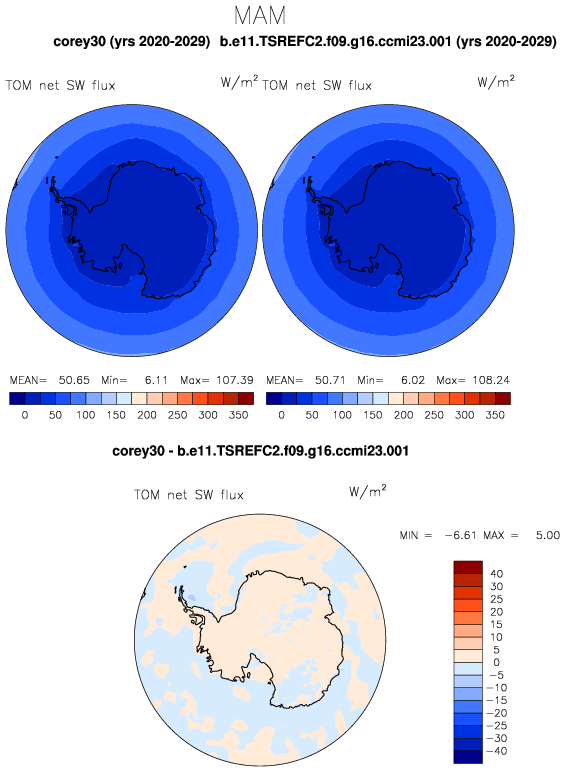 MAM
corey30 (yrs 2020-2029) b.e11.TSREFC2.f09.g16.ccmi23.001 (yrs 2020-2029)
TOM net SW flux W/m² TOM net SW flux W/m²
MEAN= 50.65 Min= 6.11 Max= 107.39 MEAN= 50.71 Min= 6.02 Max= 108.24
0 50 100 150 200 250 300 350 0 50 100 150 200 250 300 350
corey30 - b.e11.TSREFC2.f09.g16.ccmi23.001
TOM net SW flux W/m²
MIN = -6.61 MAX = 5.00
40
30
25
20
15
10
5
0
-5
-10
-15
-20
-25
-30
-40